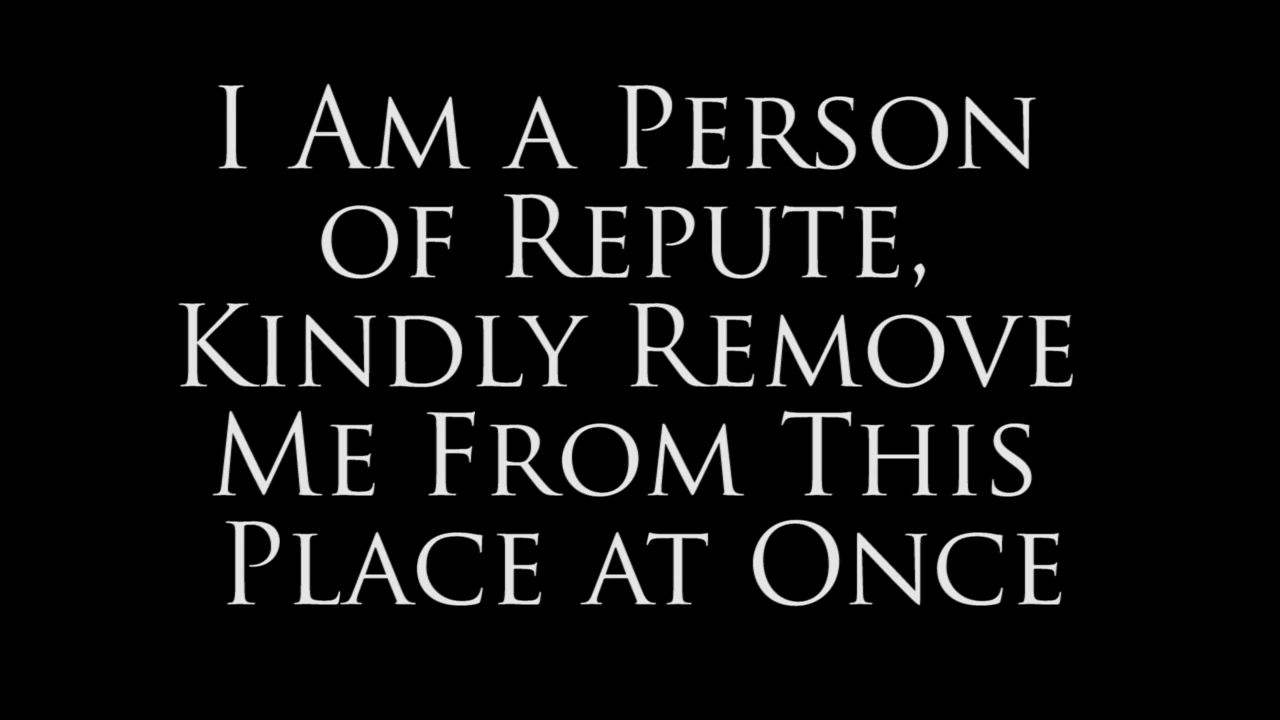 I Am a Person
of Repute,
Kindly Remove
Me From This
Place at Once